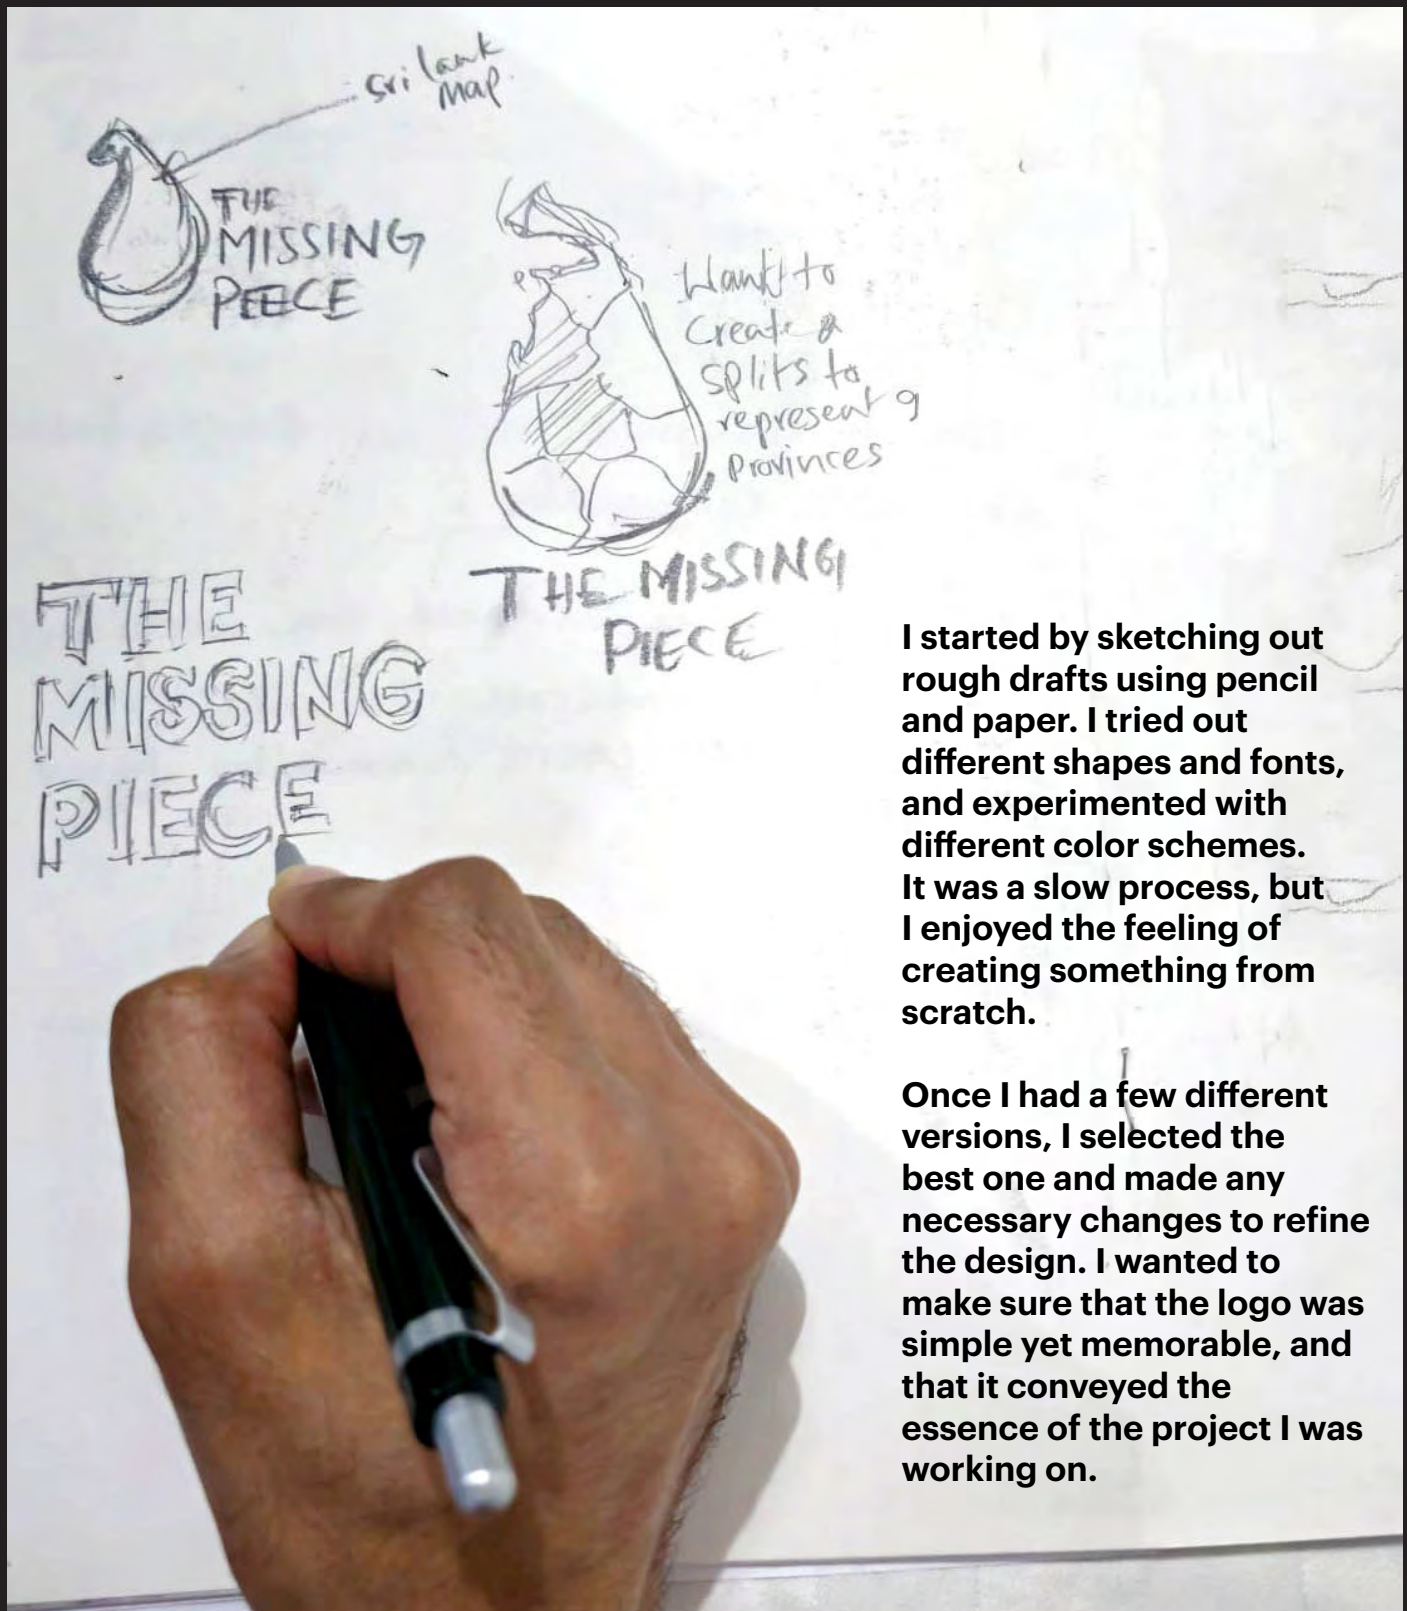 Sri lank
Map.
THE
MISSING
PEECE
Want to
Create a
splits to
represent 9
provinces
THE MISSING
PIECE
THE
MISSING
PIECE
I started by sketching out
rough drafts using pencil
and paper. I tried out
different shapes and fonts,
and experimented with
different color schemes.
It was a slow process, but
I enjoyed the feeling of
creating something from
scratch.
Once I had a few different
versions, I selected the
best one and made any
necessary changes to refine
the design. I wanted to
make sure that the logo was
simple yet memorable, and
that it conveyed the
essence of the project I was
working on.